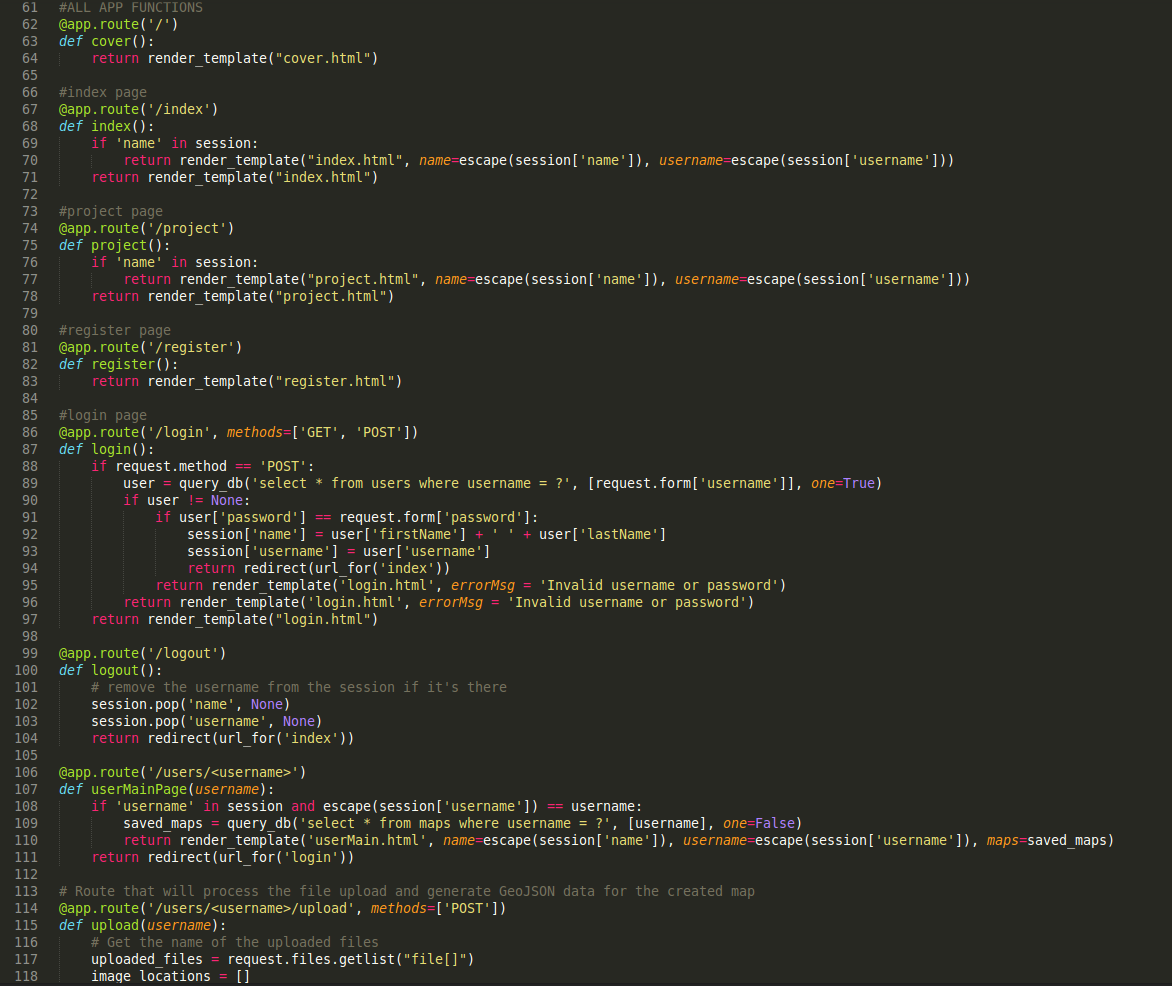 61 #ALL APP FUNCTIONS
62 @app.route('/')
63 def cover():
64     return render_template("cover.html")
65
66 #index page
67 @app.route('/index')
68 def index():
69     if 'name' in session:
70         return render_template("index.html", name=escape(session['name']), username=escape(session['username']))
71     return render_template("index.html")
72
73 #project page
74 @app.route('/project')
75 def project():
76     if 'name' in session:
77         return render_template("project.html", name=escape(session['name']), username=escape(session['username']))
78     return render_template("project.html")
79
80 #register page
81 @app.route('/register')
82 def register():
83     return render_template("register.html")
84
85 #login page
86 @app.route('/login', methods=['GET', 'POST'])
87 def login():
88     if request.method == 'POST':
89         user = query_db('select * from users where username = ?', [request.form['username']], one=True)
90         if user != None:
91             if user['password'] == request.form['password']:
92                 session['name'] = user['firstName'] + ' ' + user['lastName']
93                 session['username'] = user['username']
94                 return redirect(url_for('index'))
95             return render_template('login.html', errorMsg = 'Invalid username or password')
96         return render_template('login.html', errorMsg = 'Invalid username or password')
97     return render_template("login.html")
98
99 @app.route('/logout')
100 def logout():
101     # remove the username from the session if it's there
102     session.pop('name', None)
103     session.pop('username', None)
104     return redirect(url_for('index'))
105
106 @app.route('/users/<username>')
107 def userMainPage(username):
108     if 'username' in session and escape(session['username']) == username:
109         saved_maps = query_db('select * from maps where username = ?', [username], one=False)
110         return render_template('userMain.html', name=escape(session['name']), username=escape(session['username']), maps=saved_maps)
111     return redirect(url_for('login'))
112
113 # Route that will process the file upload and generate GeoJSON data for the created map
114 @app.route('/users/<username>/upload', methods=['POST'])
115 def upload(username):
116     # Get the name of the uploaded files
117     uploaded_files = request.files.getlist("file[]")
118     image_locations = []